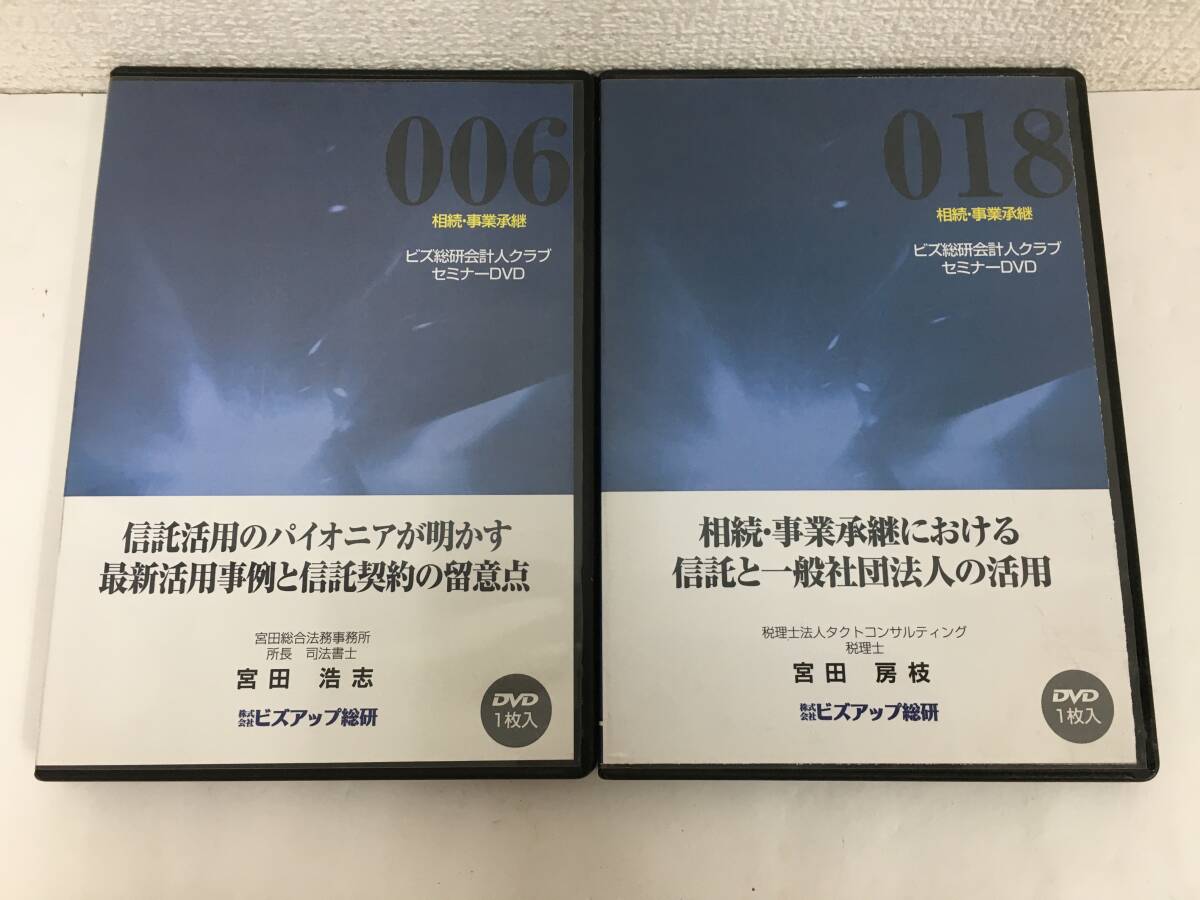 006
相続・事業承継
ビズ総研会計人クラブ
セミナーDVD
信託活用のパイオニアが明かす
最新活用事例と信託契約の留意点
宮田総合法務事務所
所長 司法書士
宮田 浩志
株式会社ビズアップ総研
DVD
1枚入
018
相続・事業承継
ビズ総研会計人クラブ
セミナーDVD
相続・事業承継における
信託と一般社団法人の活用
税理士法人タクトコンサルティング
税理士
宮田 房枝
株式会社ビズアップ総研
DVD
1枚入